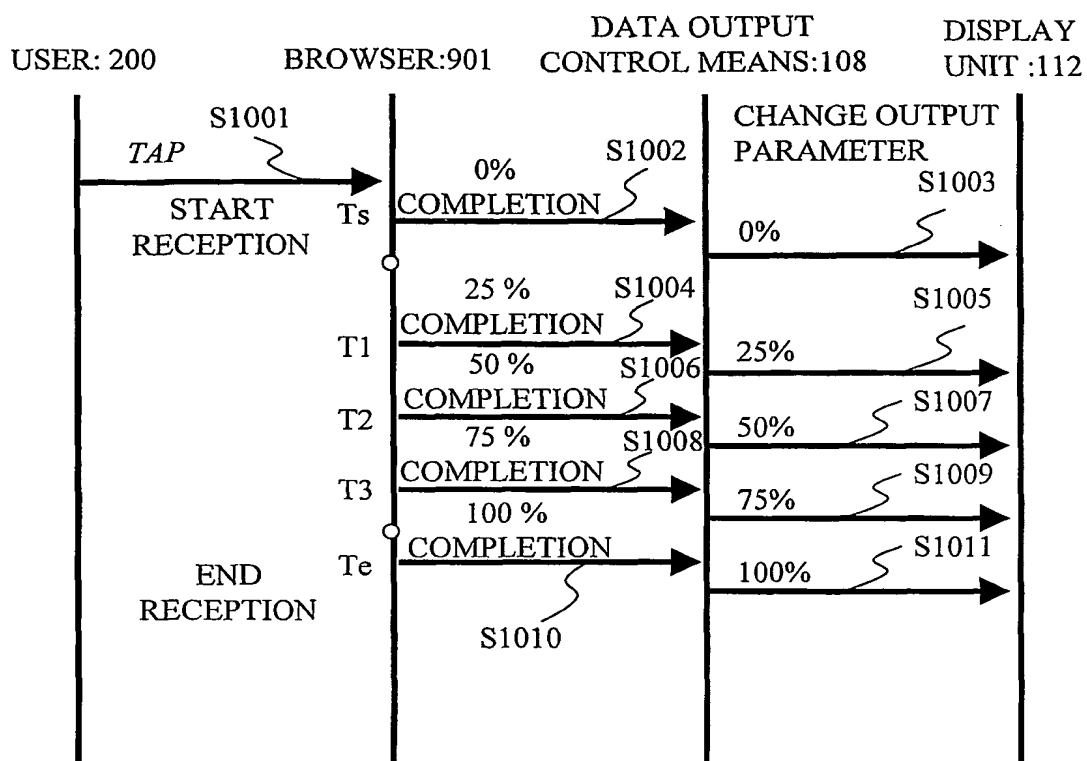 USER: 200
BROWSER:901
DATA OUTPUT
CONTROL MEANS:108
DISPLAY
UNIT :112
S1001
TAP
START
RECEPTION
Ts
0%
COMPLETION
S1002
CHANGE OUTPUT
PARAMETER
S1003
0%
25 %
COMPLETION
S1004
T1
S1005
25%
50 %
COMPLETION
S1006
T2
S1007
50%
75 %
COMPLETION
S1008
T3
S1009
75%
100 %
COMPLETION
Te
S1010
S1011
100%
END
RECEPTION